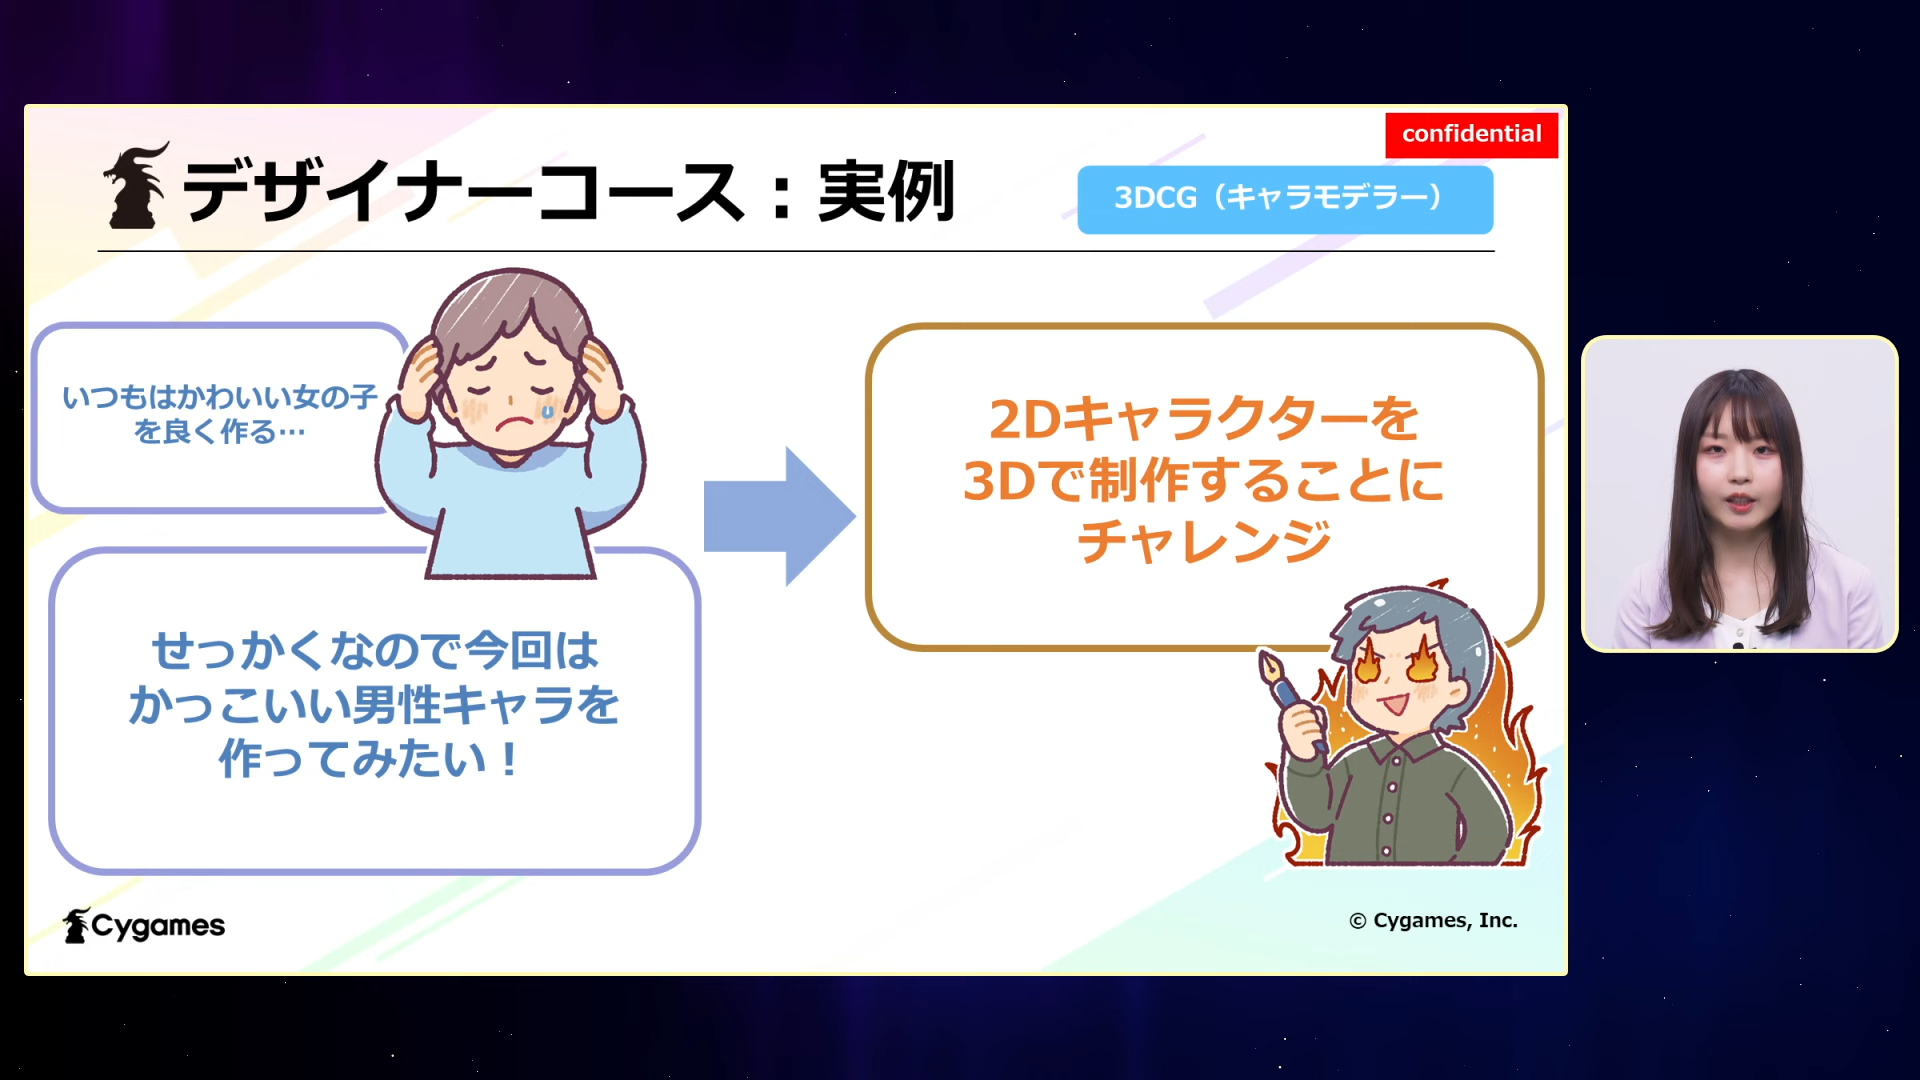 confidential
デザイナーコース：実例
3DCG（キャラモデラー）
いつもはかわいい女の子
を良く作る…
せっかくなので今回は
かっこいい男性キャラを
作ってみたい！
2Dキャラクターを
3Dで制作することに
チャレンジ
Cygames
© Cygames, Inc.